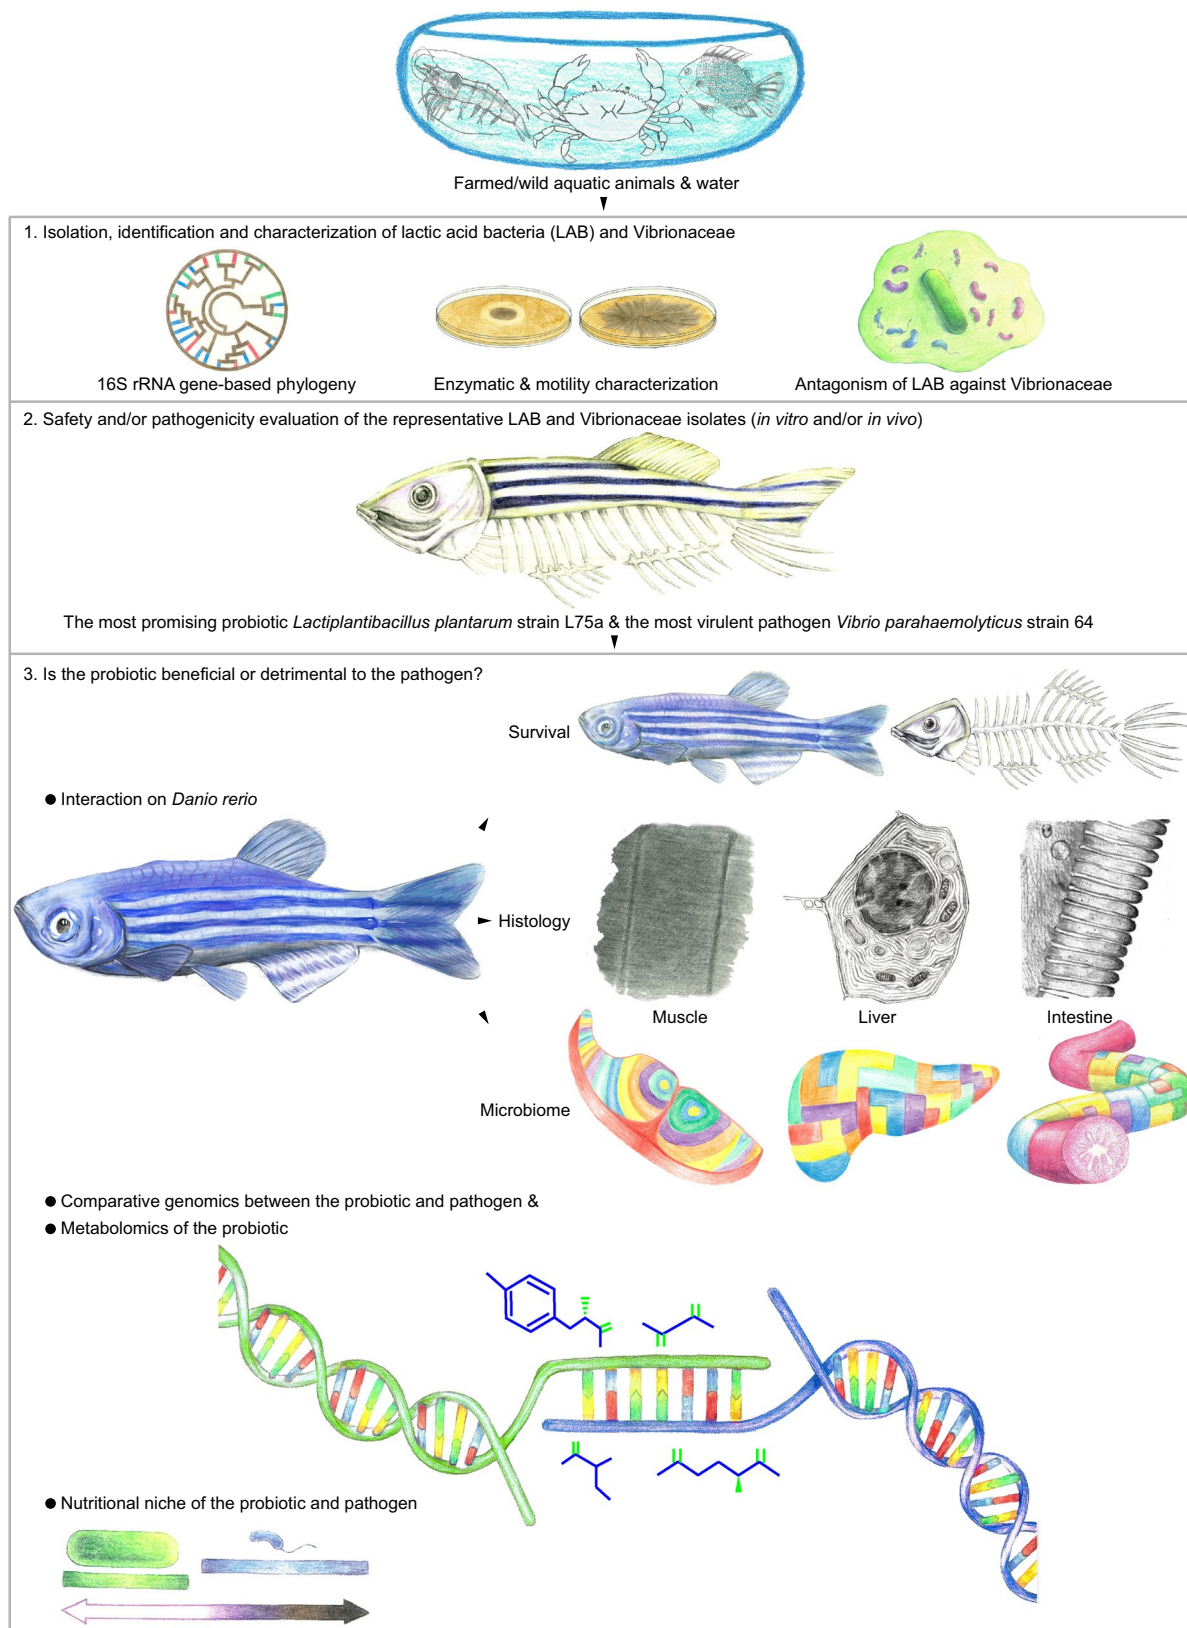 Farmed/wild aquatic animals & water
1. Isolation, identification and characterization of lactic acid bacteria (LAB) and Vibrionaceae
16S rRNA gene-based phylogeny
Enzymatic & motility characterization
Antagonism of LAB against Vibrionaceae
2. Safety and/or pathogenicity evaluation of the representative LAB and Vibrionaceae isolates (in vitro and/or in vivo)
The most promising probiotic Lactiplantibacillus plantarum strain L75a & the most virulent pathogen Vibrio parahaemolyticus strain 64
3. Is the probiotic beneficial or detrimental to the pathogen?
Survival
● Interaction on Danio rerio
Histology
Muscle
Liver
Intestine
Microbiome
● Comparative genomics between the probiotic and pathogen &
● Metabolomics of the probiotic
● Nutritional niche of the probiotic and pathogen